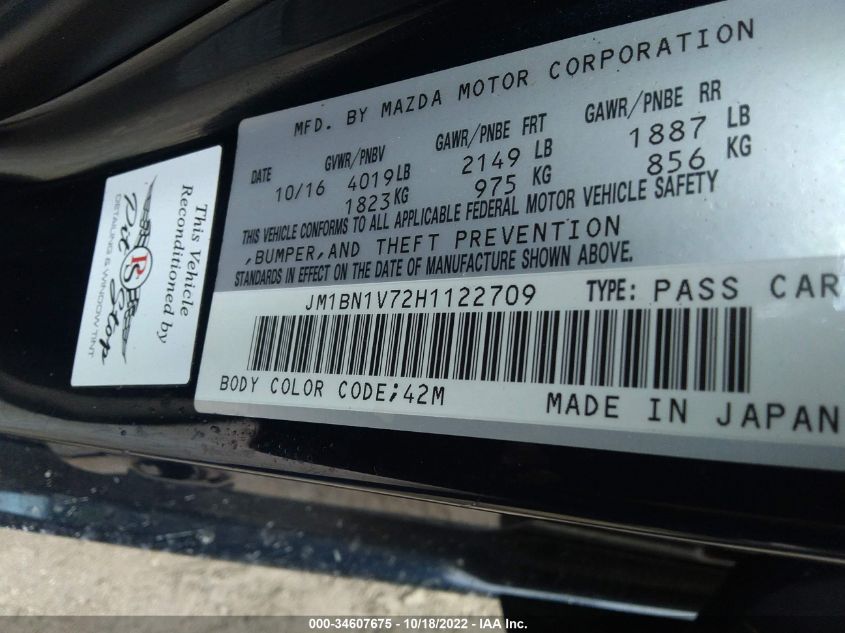 MFD. BY MAZDA MOTOR CORPORATION
DATE GVWR/PNBV GAWR/PNBE FRT GAWR/PNBE RR
10/16 4019LB 2149 LB 1887 LB
1823KG 975 KG 856 KG
THIS VEHICLE CONFORMS TO ALL APPLICABLE FEDERAL MOTOR VEHICLE SAFETY
,BUMPER,AND THEFT PREVENTION
STANDARDS IN EFFECT ON THE DATE OF MANUFACTURE SHOWN ABOVE.
JM1BN1V72H1122709 TYPE: PASS CAR
BODY COLOR CODE;42M MADE IN JAPAN
This Vehicle
Reconditioned by
PS
Pit Stop
DETAILING & WINDOW TINT
000-34607675 - 10/18/2022 - IAA Inc.